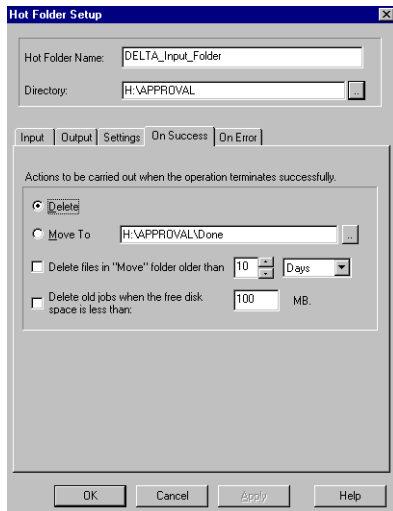 Hot Folder Setup
Hot Folder Name: DELTA_Input_Folder
Directory: H:\APPROVAL ..
Input Output Settings On Success On Error
Actions to be carried out when the operation terminates successfully.
Delete
Move To H:\APPROVAL\Done ..
Delete files in "Move" folder older than 10 Days
Delete old jobs when the free disk
space is less than: 100 MB.
OK Cancel Apply Help